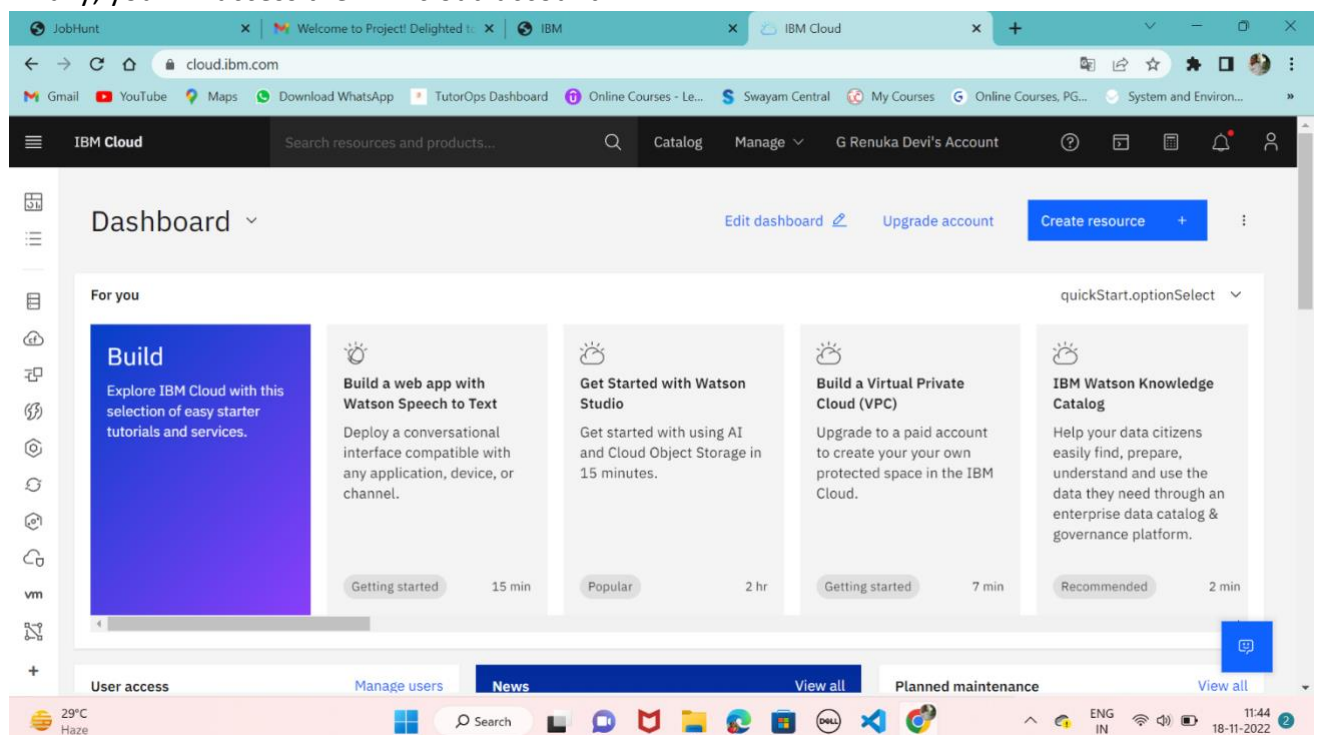 JobHunt
Welcome to Project! Delighted to
IBM
IBM Cloud
cloud.ibm.com
Gmail YouTube Maps Download WhatsApp TutorOps Dashboard Online Courses - Le... Swayam Central My Courses Online Courses, PG... System and Environ... »
IBM Cloud Search resources and products... Catalog Manage G Renuka Devi's Account
Dashboard
Edit dashboard Upgrade account Create resource +
For you
quickStart.optionSelect
Build
Explore IBM Cloud with this
selection of easy starter
tutorials and services.
Build a web app with
Watson Speech to Text
Deploy a conversational
interface compatible with
any application, device, or
channel.
Getting started 15 min
Get Started with Watson
Studio
Get started with using AI
and Cloud Object Storage in
15 minutes.
Popular 2 hr
Build a Virtual Private
Cloud (VPC)
Upgrade to a paid account
to create your your own
protected space in the IBM
Cloud.
Getting started 7 min
IBM Watson Knowledge
Catalog
Help your data citizens
easily find, prepare,
understand and use the
data they need through an
enterprise data catalog &
governance platform.
Recommended 2 min
vm
User access Manage users
News View all
Planned maintenance View all
29°C
Haze
Search
DELL
ENG
IN
11:44
18-11-2022
2